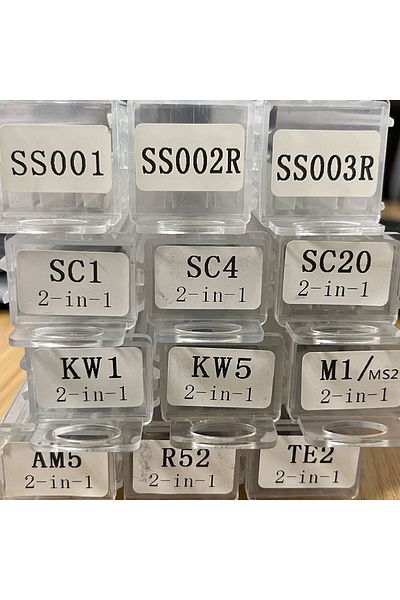 SS001
SS002R
SS003R
SC1
2-in-1
SC4
2-in-1
SC20
2-in-1
KW1
2-in-1
KW5
2-in-1
M1/MS2
2-in-1
AM5
2-in-1
R52
2-in-1
TE2
2-in-1